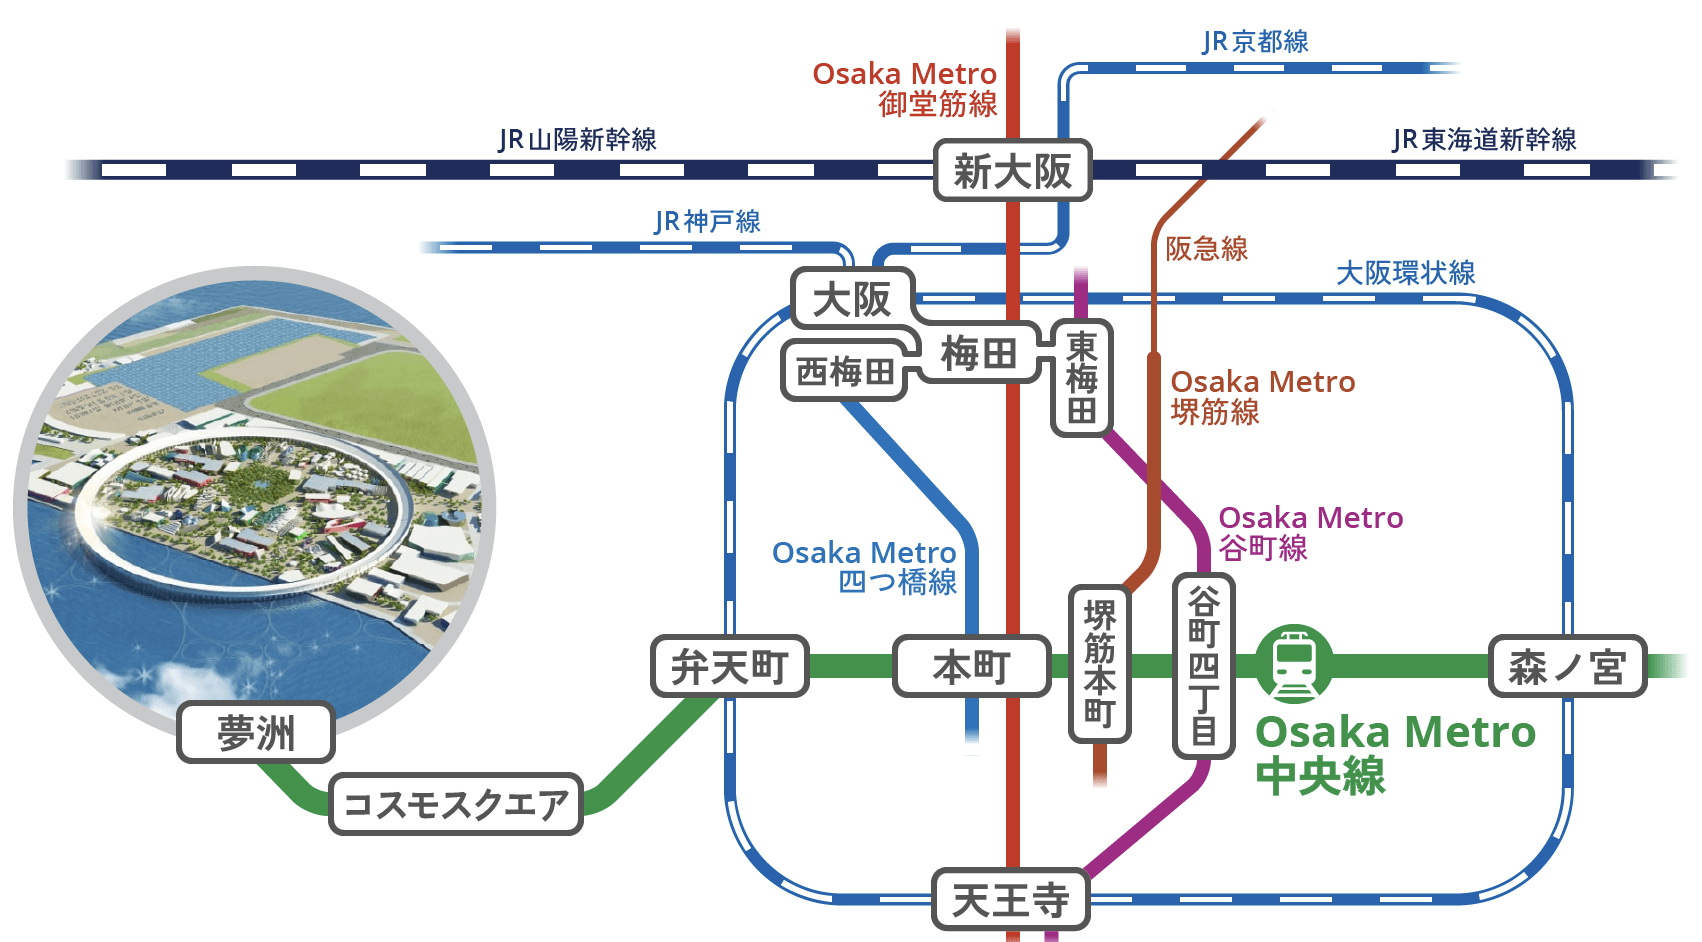 JR京都線
Osaka Metro
御堂筋線
JR山陽新幹線
JR東海道新幹線
新大阪
JR神戸線
阪急線
大阪環状線
大阪
梅田
西梅田
東梅田
Osaka Metro
堺筋線
Osaka Metro
谷町線
Osaka Metro
四つ橋線
弁天町
本町
堺筋本町
谷町四丁目
森ノ宮
夢洲
コスモスクエア
Osaka Metro
中央線
天王寺